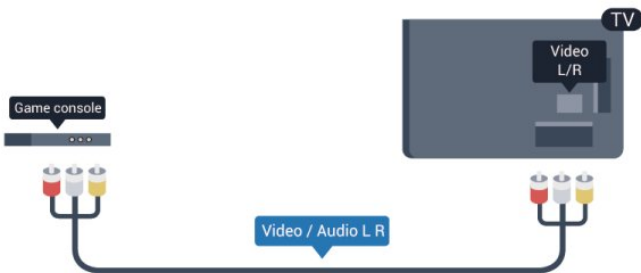 TV
Video
L/R
Game console
Video / Audio L R